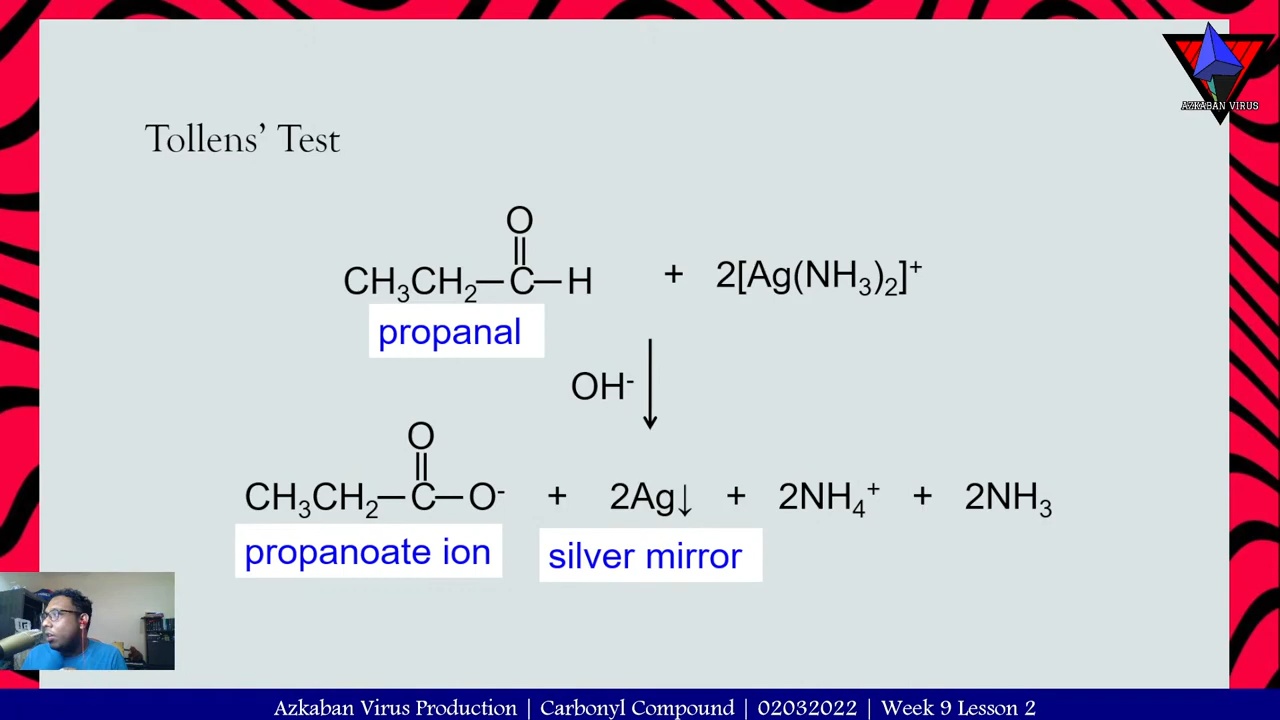 AZKABAN VIRUS
Tollens’ Test
O
CH₃CH₂—C—H + 2[Ag(NH₃)₂]⁺
propanal
OH⁻
O
CH₃CH₂—C—O⁻ + 2Ag↓ + 2NH₄⁺ + 2NH₃
propanoate ion silver mirror
Azkaban Virus Production | Carbonyl Compound | 02032022 | Week 9 Lesson 2